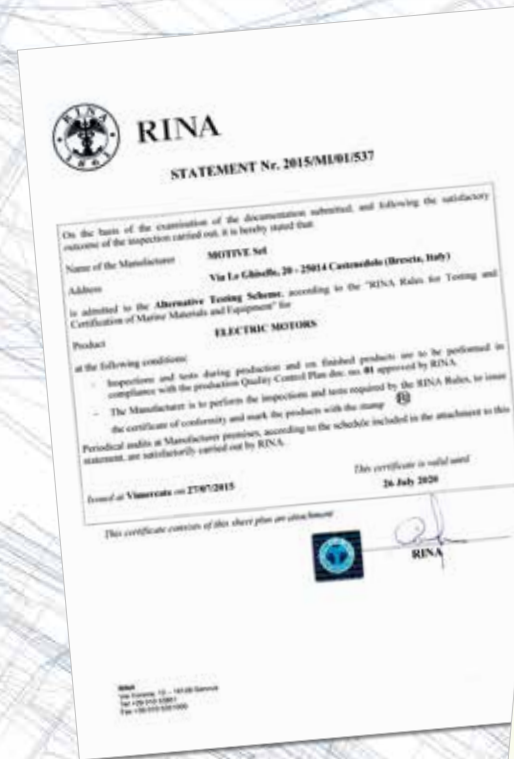 RINA
1861
RINA
STATEMENT Nr. 2015/MI/01/537
On the basis of the examination of the documentation submitted, and following the satisfactory
outcome of the inspection carried out, it is hereby stated that
Name of the Manufacturer MOTIVE Srl
Address Via Le Ghiselle, 20 - 25014 Castenedolo (Brescia, Italy)
is admitted to the Alternative Testing Scheme, according to the "RINA Rules for Testing and
Certification of Marine Materials and Equipment" for
Product ELECTRIC MOTORS
at the following conditions:
- Inspections and tests during production and on finished products are to be performed in
compliance with the production Quality Control Plan doc. no. 01 approved by RINA.
- The Manufacturer is to perform the inspections and tests required by the RINA Rules, to issue
the certificate of conformity and mark the products with the stamp
Periodical audits at Manufacturer premises, according to the schedule included in the attachment to this
statement, are satisfactorily carried out by RINA.
Issued at Vimercate on 27/07/2015
This certificate is valid until
26 July 2020
This certificate consists of this sheet plus an attachment
RINA
RINA